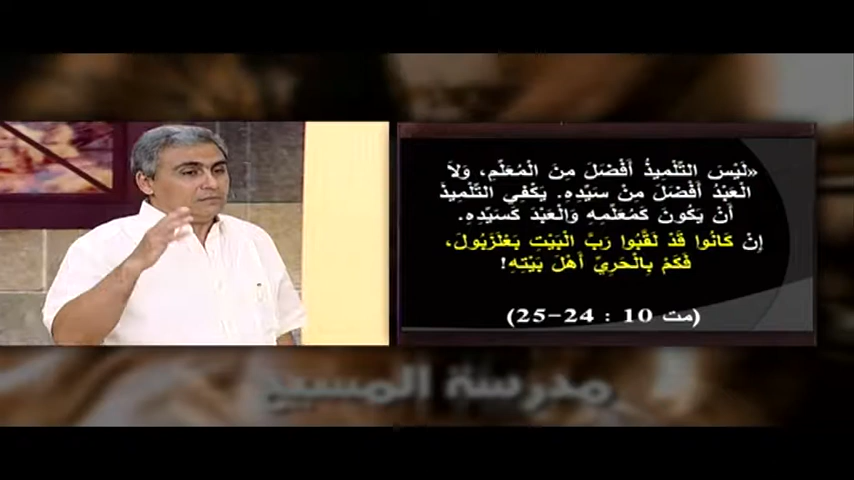 «لَيْسَ التِّلْمِيذُ أَفْضَلَ مِنَ الْمُعَلِّمِ، وَلاَ
الْعَبْدُ أَفْضَلَ مِنْ سَيِّدِهِ. يَكْفِي التِّلْمِيذَ
أَنْ يَكُونَ كَمُعَلِّمِهِ وَالْعَبْدَ كَسَيِّدِهِ.
إِنْ كَانُوا قَدْ لَقَّبُوا رَبَّ الْبَيْتِ بَعْلَزَبُولَ،
فَكَمْ بِالْحَرِيِّ أَهْلَ بَيْتِهِ!
(مت 10 : 24-25)
مدرسة المسيح